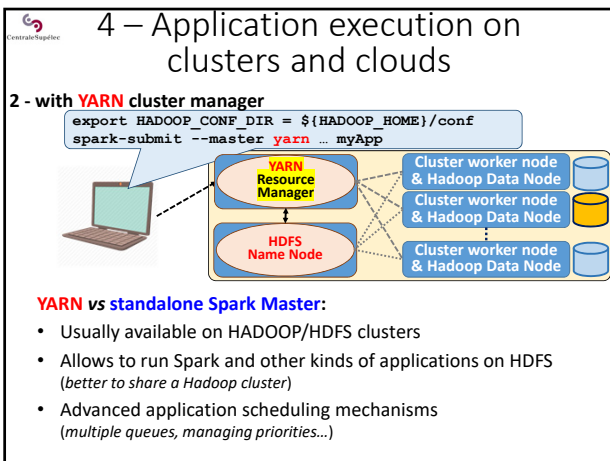 CentraleSupélec
4 – Application execution on
clusters and clouds
2 - with YARN cluster manager
export HADOOP_CONF_DIR = ${HADOOP_HOME}/conf
spark-submit --master yarn … myApp
YARN
Resource
Manager
HDFS
Name Node
Cluster worker node
& Hadoop Data Node
Cluster worker node
& Hadoop Data Node
Cluster worker node
& Hadoop Data Node
YARN vs standalone Spark Master:
• Usually available on HADOOP/HDFS clusters
• Allows to run Spark and other kinds of applications on HDFS
(better to share a Hadoop cluster)
• Advanced application scheduling mechanisms
(multiple queues, managing priorities…)